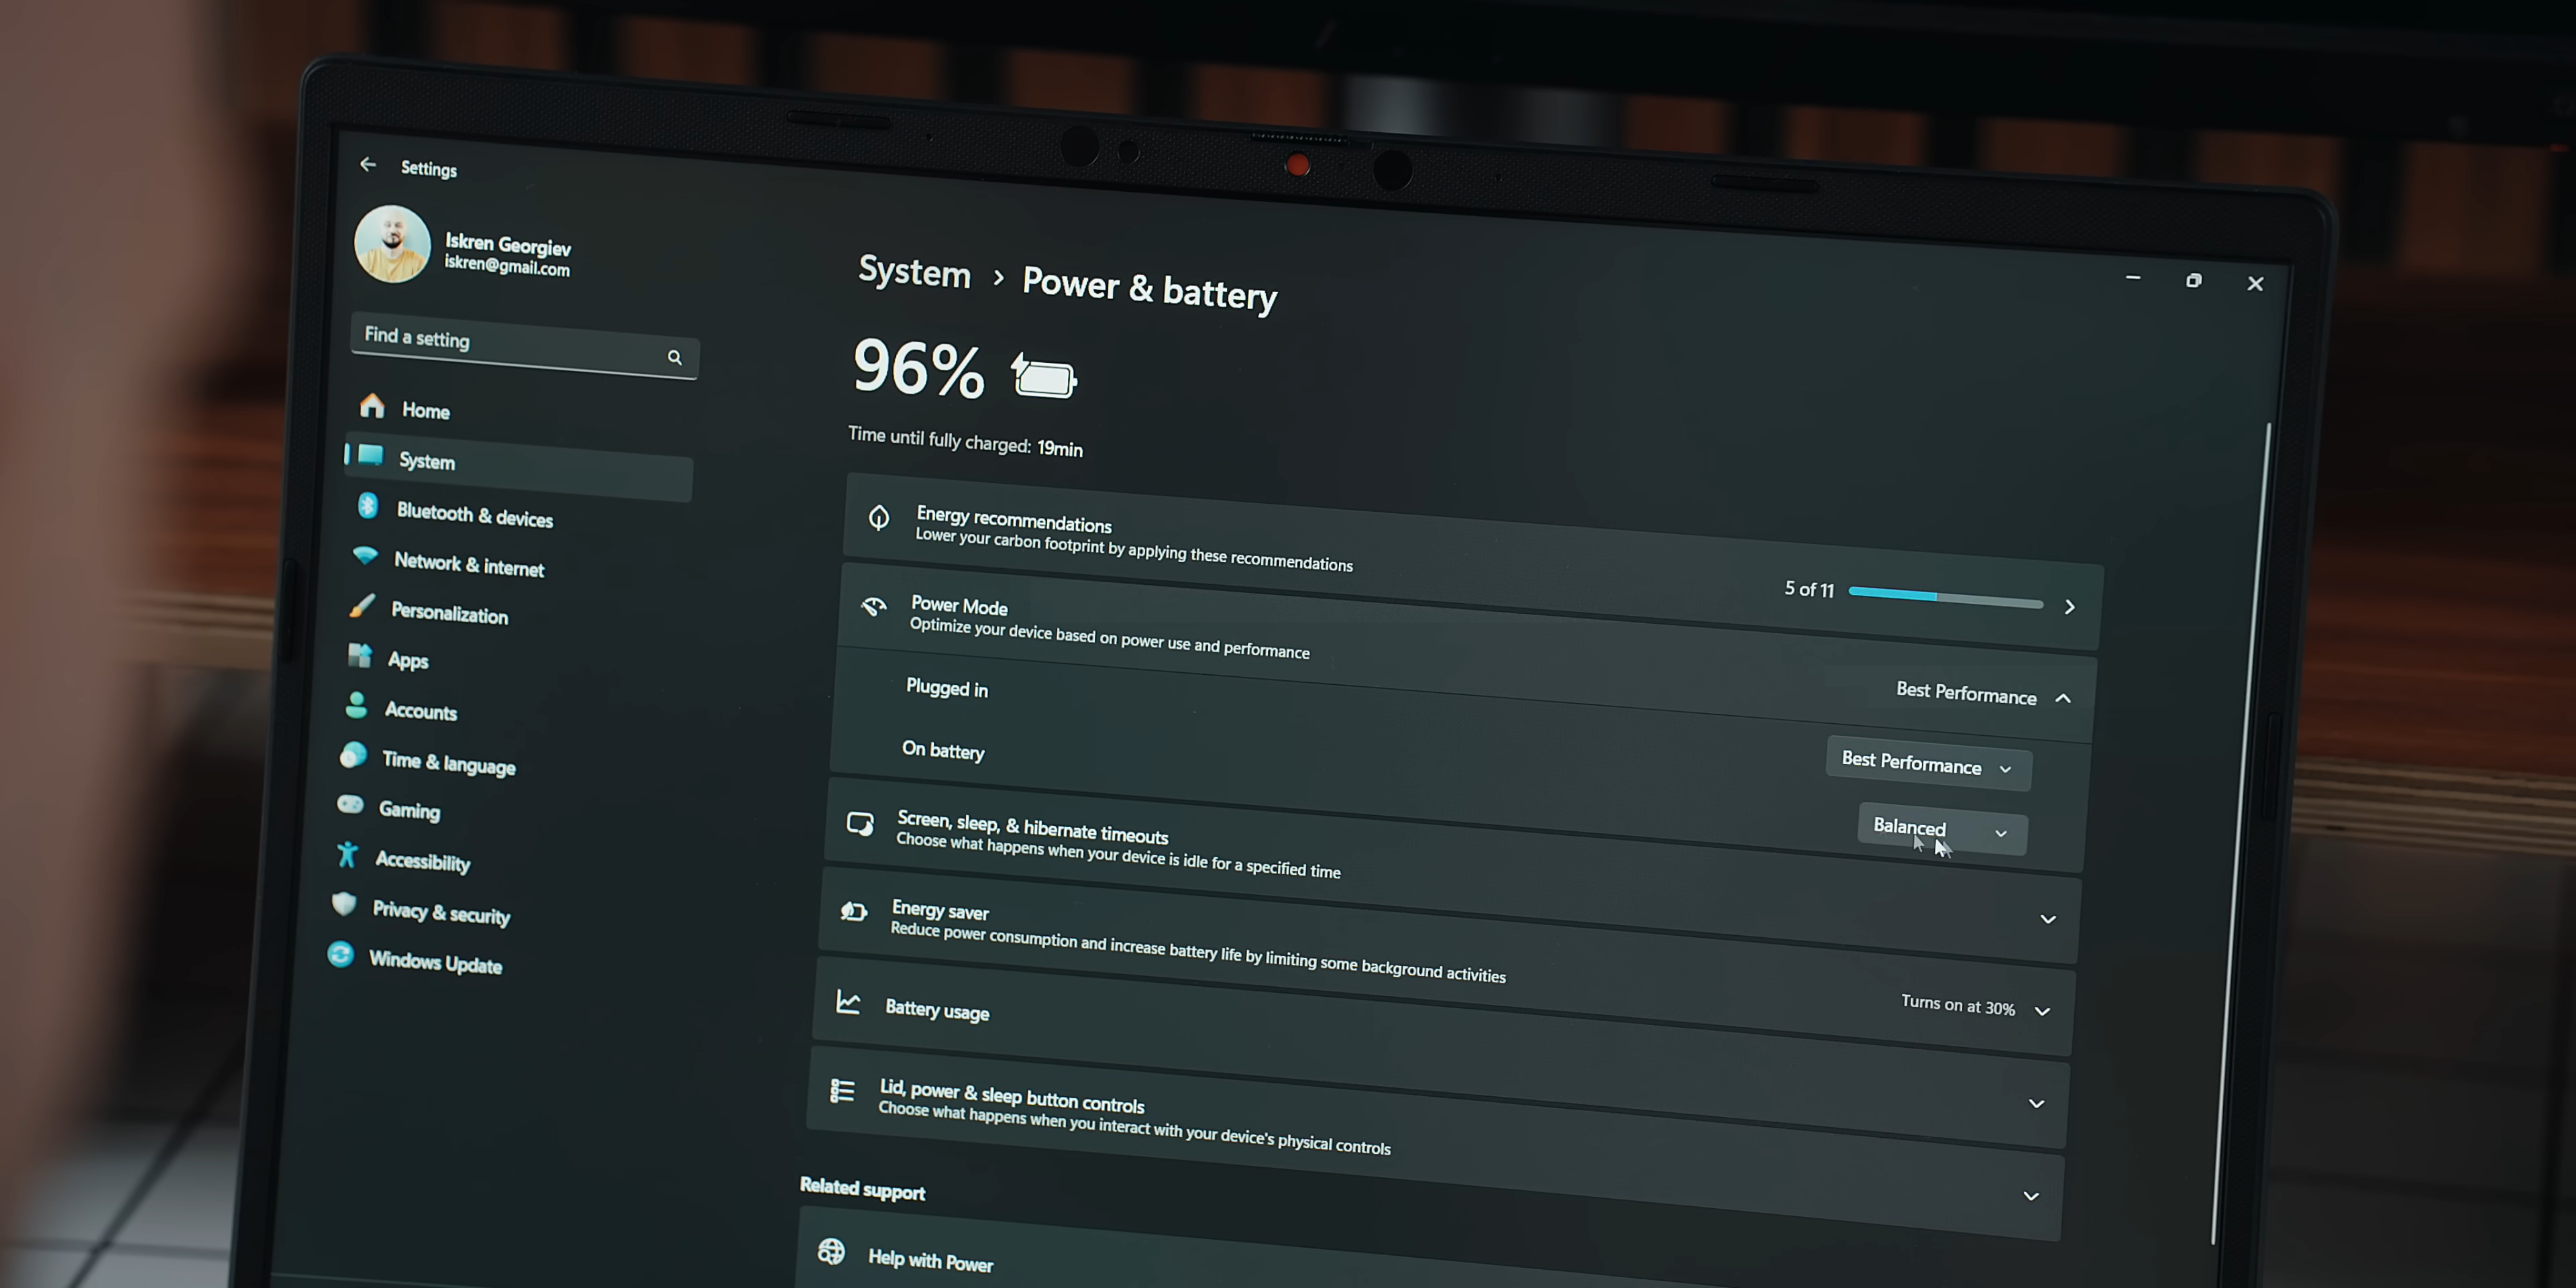 Settings
Iskren Georgiev
iskren@gmail.com
Find a setting
Home
System
Bluetooth & devices
Network & internet
Personalization
Apps
Accounts
Time & language
Gaming
Accessibility
Privacy & security
Windows Update
System > Power & battery
96%
Time until fully charged: 19min
Energy recommendations
Lower your carbon footprint by applying these recommendations
5 of 11
Power Mode
Optimize your device based on power use and performance
Best Performance
Plugged in
Best Performance
On battery
Balanced
Screen, sleep, & hibernate timeouts
Choose what happens when your device is idle for a specified time
Energy saver
Reduce power consumption and increase battery life by limiting some background activities
Turns on at 30%
Battery usage
Lid, power & sleep button controls
Choose what happens when you interact with your device's physical controls
Related support
Help with Power